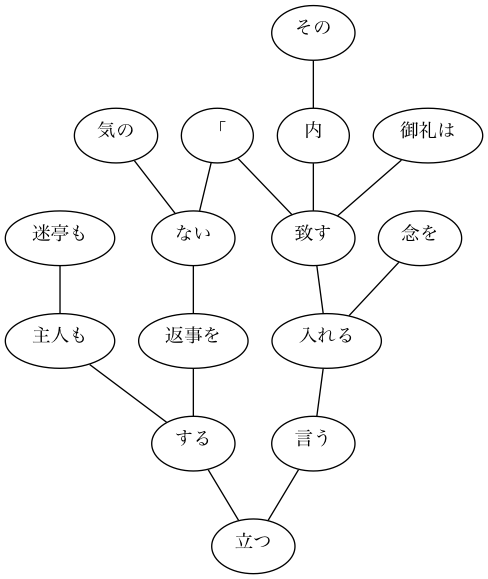 その
気の
「
内
御礼は
迷亭も
ない
致す
念を
主人も
返事を
入れる
する
言う
立つ